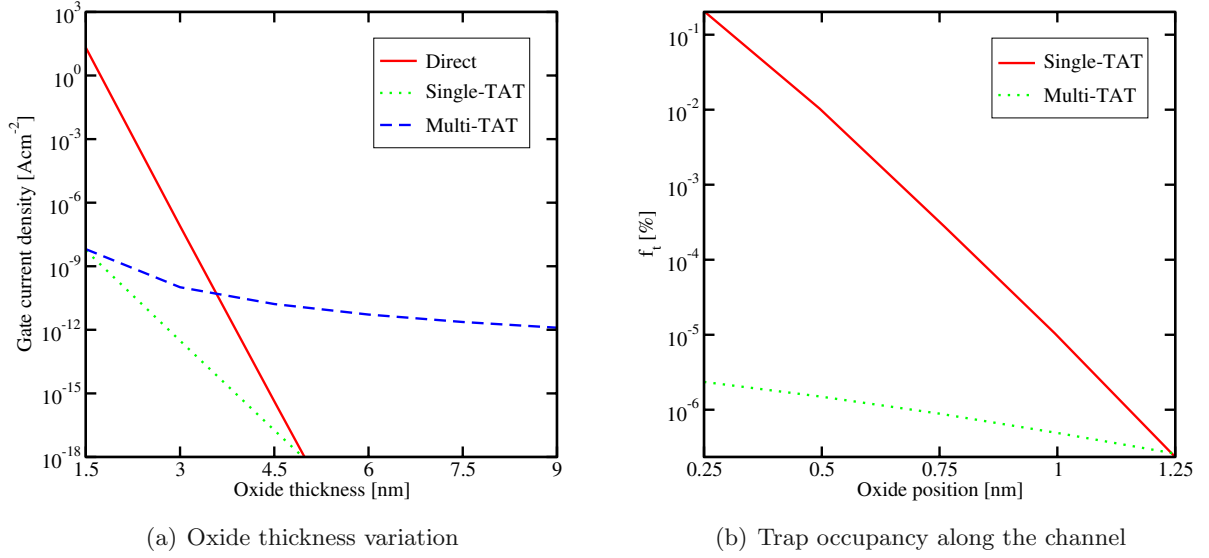 10^3
10^0
10^-3
10^-6
10^-9
10^-12
10^-15
10^-18
Gate current density [Acm^-2]
Direct
Single-TAT
Multi-TAT
1.5 3 4.5 6 7.5 9
Oxide thickness [nm]
(a) Oxide thickness variation
10^-1
10^-2
10^-3
10^-4
10^-5
10^-6
f_t [%]
Single-TAT
Multi-TAT
0.25 0.5 0.75 1 1.25
Oxide position [nm]
(b) Trap occupancy along the channel